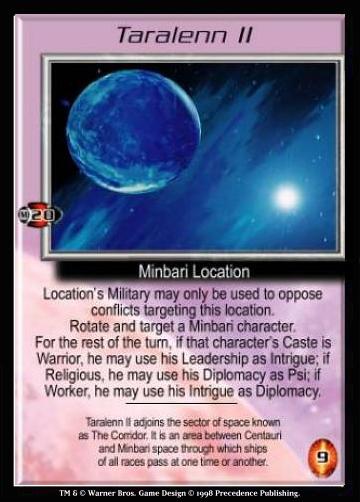 Taralenn II
M 20
Minbari Location
Location's Military may only be used to oppose
conflicts targeting this location.
Rotate and target a Minbari character.
For the rest of the turn, if that character's Caste is
Warrior, he may use his Leadership as Intrigue; if
Religious, he may use his Diplomacy as Psi; if
Worker, he may use his Intrigue as Diplomacy.
Taralenn II adjoins the sector of space known
as The Corridor. It is an area between Centauri
and Minbari space through which ships
of all races pass at one time or another.
9
TM & © Warner Bros. Game Design © 1998 Precedence Publishing.